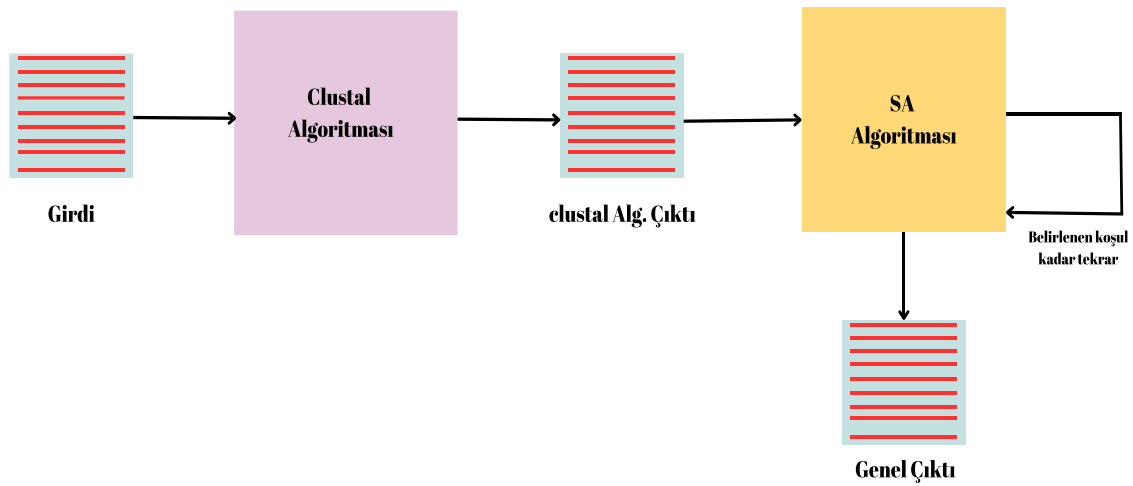 Clustal
Algoritması
SA
Algoritması
Girdi
clustal Alg. Çıktı
Belirlenen koşul
kadar tekrar
Genel Çıktı